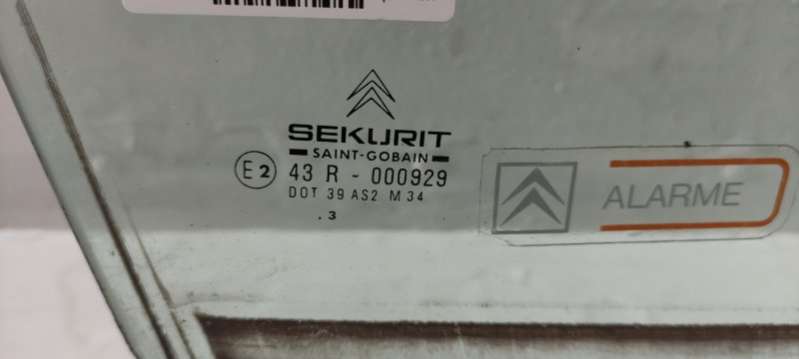 SEKURIT
SAINT-GOBAIN
E2 43 R - 000929
DOT 39 AS2 M 34
. 3
ALARME